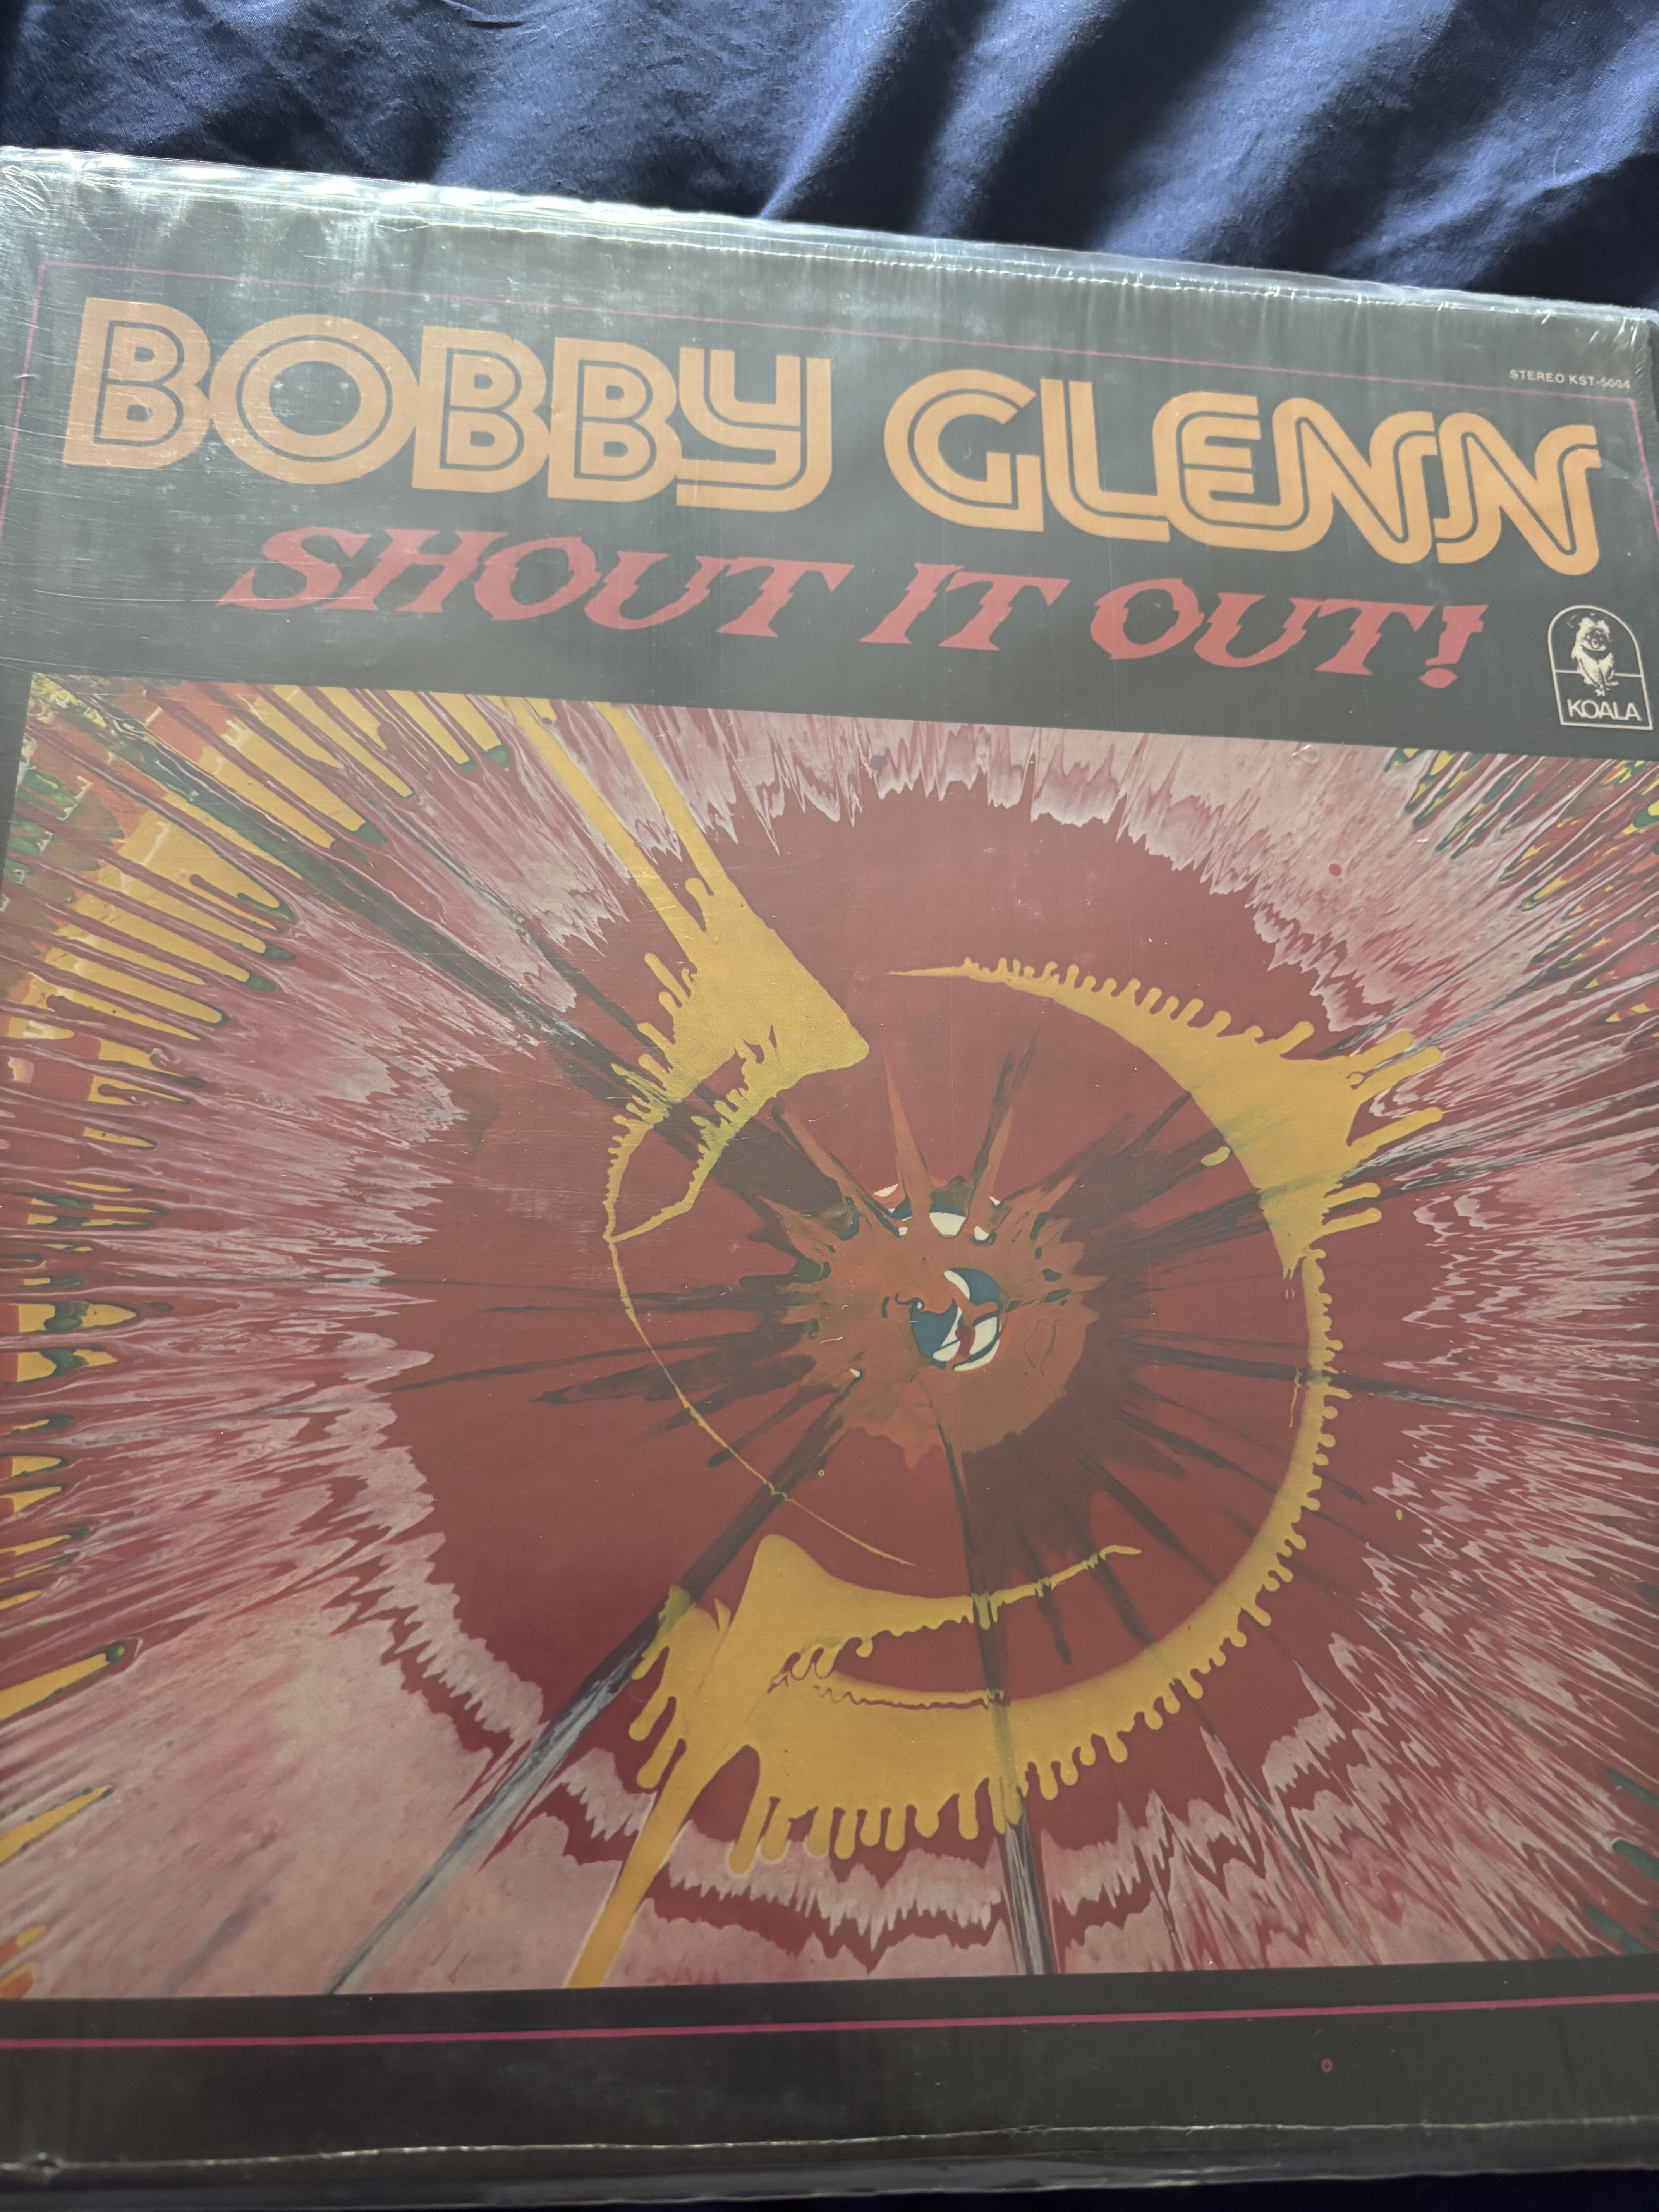 STEREO KST-5004
BOBBY GLENN
SHOUT IT OUT!
KOALA